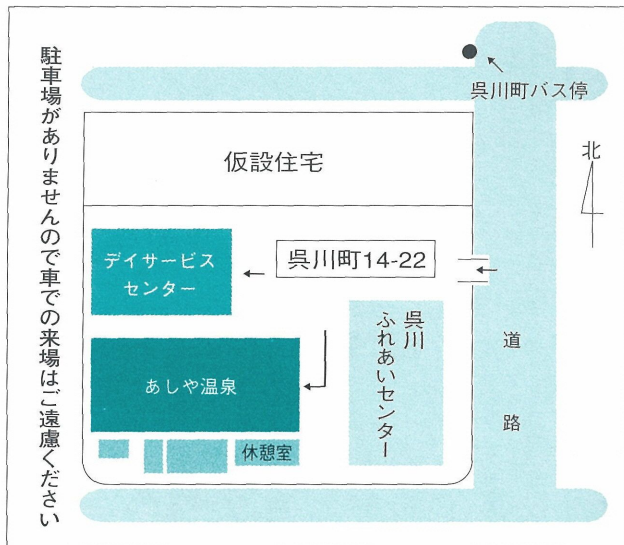 駐車場がありませんので車での来場はご遠慮ください
呉川町バス停
北
仮設住宅
デイサービス
センター
呉川町14-22
呉川
ふれあいセンター
道路
あしや温泉
休憩室